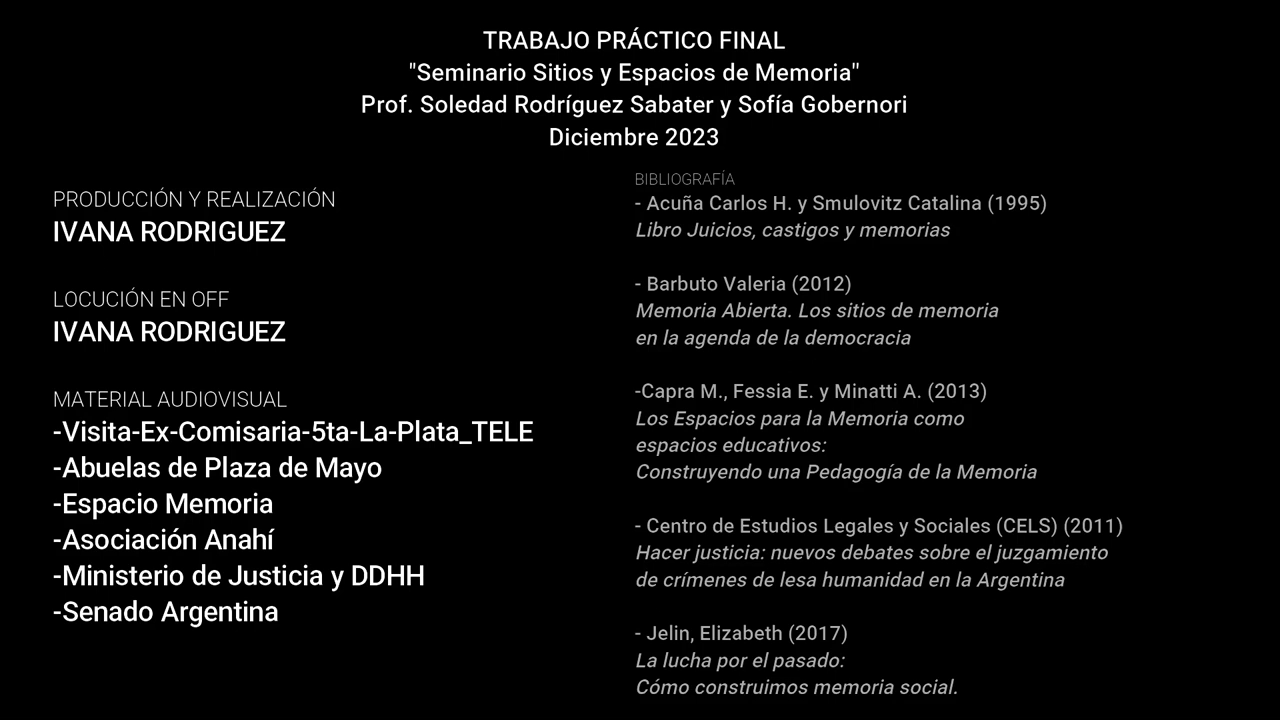 TRABAJO PRÁCTICO FINAL
"Seminario Sitios y Espacios de Memoria"
Prof. Soledad Rodríguez Sabater y Sofía Gobernori
Diciembre 2023
PRODUCCIÓN Y REALIZACIÓN
IVANA RODRIGUEZ
LOCUCIÓN EN OFF
IVANA RODRIGUEZ
MATERIAL AUDIOVISUAL
-Visita-Ex-Comisaria-5ta-La-Plata_TELE
-Abuelas de Plaza de Mayo
-Espacio Memoria
-Asociación Anahí
-Ministerio de Justicia y DDHH
-Senado Argentina
BIBLIOGRAFÍA
- Acuña Carlos H. y Smulovitz Catalina (1995)
Libro Juicios, castigos y memorias
- Barbuto Valeria (2012)
Memoria Abierta. Los sitios de memoria
en la agenda de la democracia
-Capra M., Fessia E. y Minatti A. (2013)
Los Espacios para la Memoria como
espacios educativos:
Construyendo una Pedagogía de la Memoria
- Centro de Estudios Legales y Sociales (CELS) (2011)
Hacer justicia: nuevos debates sobre el juzgamiento
de crímenes de lesa humanidad en la Argentina
- Jelin, Elizabeth (2017)
La lucha por el pasado:
Cómo construimos memoria social.